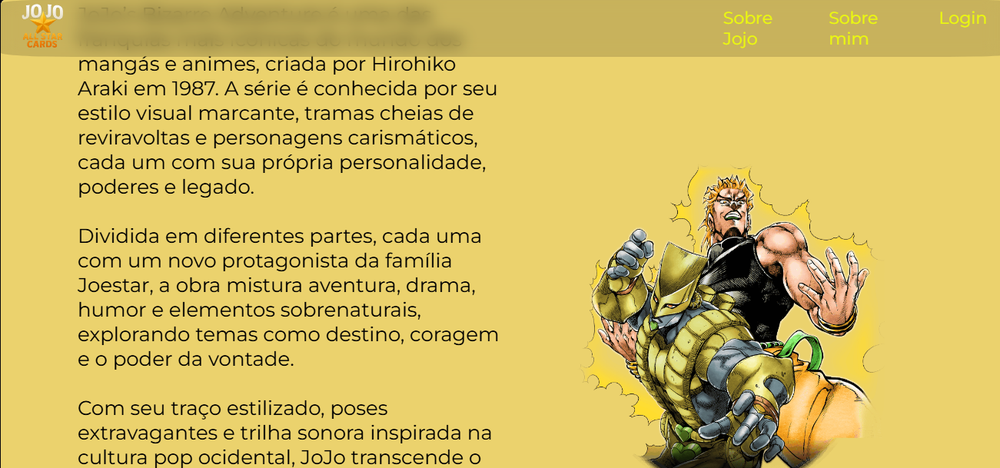 JOJO
ALL STAR
CARDS
Sobre
Jojo
Sobre
mim
Login
JoJo's Bizarre Adventure é uma das
franquias mais icônicas do mundo dos
mangás e animes, criada por Hirohiko
Araki em 1987. A série é conhecida por seu
estilo visual marcante, tramas cheias de
reviravoltas e personagens carismáticos,
cada um com sua própria personalidade,
poderes e legado.
Dividida em diferentes partes, cada uma
com um novo protagonista da família
Joestar, a obra mistura aventura, drama,
humor e elementos sobrenaturais,
explorando temas como destino, coragem
e o poder da vontade.
Com seu traço estilizado, poses
extravagantes e trilha sonora inspirada na
cultura pop ocidental, JoJo transcende o